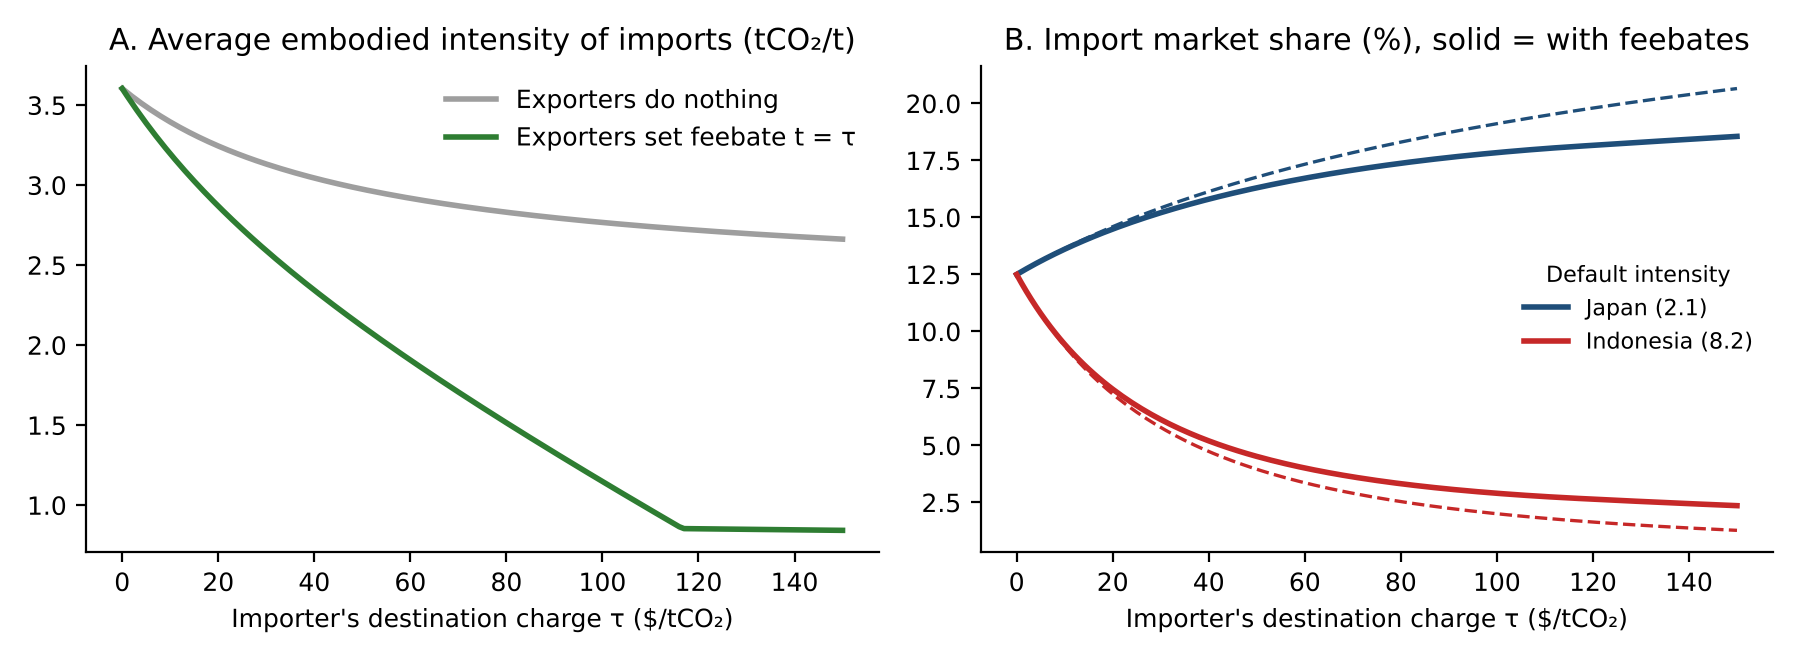 A. Average embodied intensity of imports (tCO₂/t)
3.5
3.0
2.5
2.0
1.5
1.0
Exporters do nothing
Exporters set feebate t = τ
0 20 40 60 80 100 120 140
Importer's destination charge τ ($/tCO₂)
B. Import market share (%), solid = with feebates
20.0
17.5
15.0
12.5
10.0
7.5
5.0
2.5
Default intensity
Japan (2.1)
Indonesia (8.2)
0 20 40 60 80 100 120 140
Importer's destination charge τ ($/tCO₂)